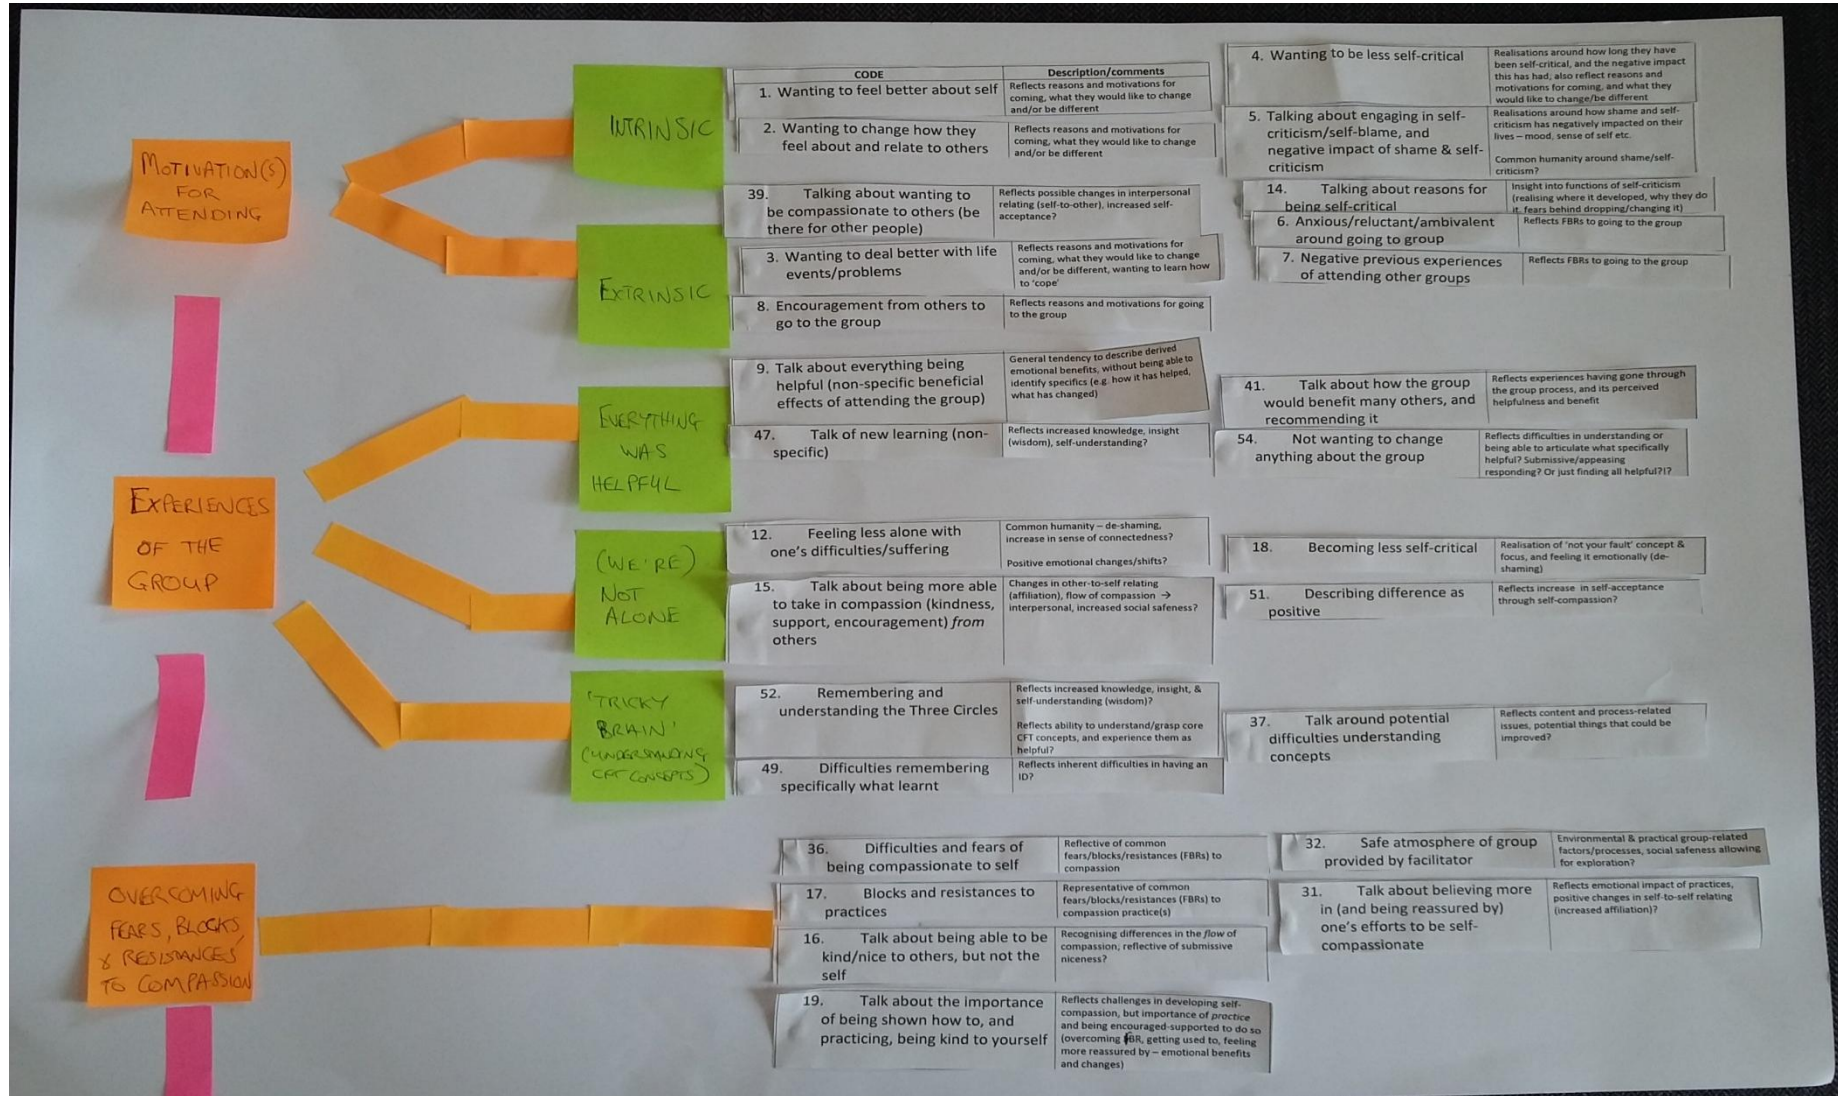 MOTIVATION(S)
FOR
ATTENDING
INTRINSIC
CODE
Description/comments
1. Wanting to feel better about self
Reflects reasons and motivations for
coming, what they would like to change
and/or be different
2. Wanting to change how they
feel about and relate to others
Reflects reasons and motivations for
coming, what they would like to change
and/or be different
39. Talking about wanting to
be compassionate to others (be
there for other people)
Reflects possible changes in interpersonal
relating (self-to-other), increased self-
acceptance?
4. Wanting to be less self-critical
Realisations around how long they have
been self-critical, and the negative impact
this has had; also reflect reasons and
motivations for coming, and what they
would like to change/be different
5. Talking about engaging in self-
criticism/self-blame, and
negative impact of shame & self-
criticism
Realisations around how shame and self-
criticism has negatively impacted on their
lives – mood, sense of self etc.
Common humanity around shame/self-
criticism?
14. Talking about reasons for
being self-critical
Insight into functions of self-criticism
(realising where it developed, why they do
it, fears behind dropping/changing it)
EXTRINSIC
3. Wanting to deal better with life
events/problems
Reflects reasons and motivations for
coming, what they would like to change
and/or be different, wanting to learn how
to 'cope'
8. Encouragement from others to
go to the group
Reflects reasons and motivations for going
to the group
6. Anxious/reluctant/ambivalent
around going to group
Reflects FBRs to going to the group
7. Negative previous experiences
of attending other groups
Reflects FBRs to going to the group
EXPERIENCES
OF THE
GROUP
EVERYTHING
WAS
HELPFUL
9. Talk about everything being
helpful (non-specific beneficial
effects of attending the group)
General tendency to describe derived
emotional benefits, without being able to
identify specifics (e.g. how it has helped,
what has changed)
47. Talk of new learning (non-
specific)
Reflects increased knowledge, insight
(wisdom), self-understanding?
41. Talk about how the group
would benefit many others, and
recommending it
Reflects experiences having gone through
the group process, and its perceived
helpfulness and benefit
54. Not wanting to change
anything about the group
Reflects difficulties in understanding or
being able to articulate what specifically
helpful? Submissive/appeasing
responding? Or just finding all helpful?!?
(WE'RE)
NOT
ALONE
12. Feeling less alone with
one's difficulties/suffering
Common humanity – de-shaming,
increase in sense of connectedness?
Positive emotional changes/shifts?
15. Talk about being more able
to take in compassion (kindness,
support, encouragement) from
others
Changes in other-to-self relating
(affiliation), flow of compassion →
interpersonal, increased social safeness?
18. Becoming less self-critical
Realisation of 'not your fault' concept &
focus, and feeling it emotionally (de-
shaming)
51. Describing difference as
positive
Reflects increase in self-acceptance
through self-compassion?
'TRICKY
BRAIN'
(UNDERSTANDING
CFT CONCEPTS)
52. Remembering and
understanding the Three Circles
Reflects increased knowledge, insight, &
self-understanding (wisdom)?
Reflects ability to understand/grasp core
CFT concepts, and experience them as
helpful?
49. Difficulties remembering
specifically what learnt
Reflects inherent difficulties in having an
ID?
37. Talk around potential
difficulties understanding
concepts
Reflects content and process-related
issues, potential things that could be
improved?
OVERCOMING
FEARS, BLOCKS,
& RESISTANCES
TO COMPASSION
36. Difficulties and fears of
being compassionate to self
Reflective of common
fears/blocks/resistances (FBRs) to
compassion
17. Blocks and resistances to
practices
Representative of common
fears/blocks/resistances (FBRs) to
compassion practice(s)
16. Talk about being able to be
kind/nice to others, but not the
self
Recognising differences in the flow of
compassion; reflective of submissive
niceness?
19. Talk about the importance
of being shown how to, and
practicing, being kind to yourself
Reflects challenges in developing self-
compassion, but importance of practice
and being encouraged-supported to do so
(overcoming FBR, getting used to, feeling
more reassured by – emotional benefits
and changes)
32. Safe atmosphere of group
provided by facilitator
Environmental & practical group-related
factors/processes, social safeness allowing
for exploration?
31. Talk about believing more
in (and being reassured by)
one's efforts to be self-
compassionate
Reflects emotional impact of practices,
positive changes in self-to-self relating
(increased affiliation)?